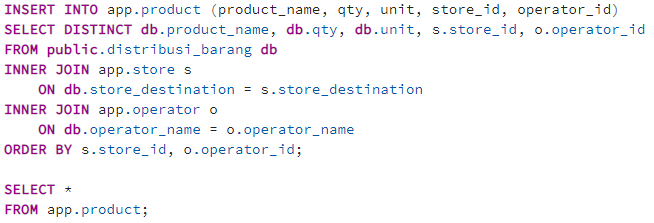 INSERT INTO app.product (product_name, qty, unit, store_id, operator_id)
SELECT DISTINCT db.product_name, db.qty, db.unit, s.store_id, o.operator_id
FROM public.distribusi_barang db
INNER JOIN app.store s
    ON db.store_destination = s.store_destination
INNER JOIN app.operator o
    ON db.operator_name = o.operator_name
ORDER BY s.store_id, o.operator_id;

SELECT *
FROM app.product;